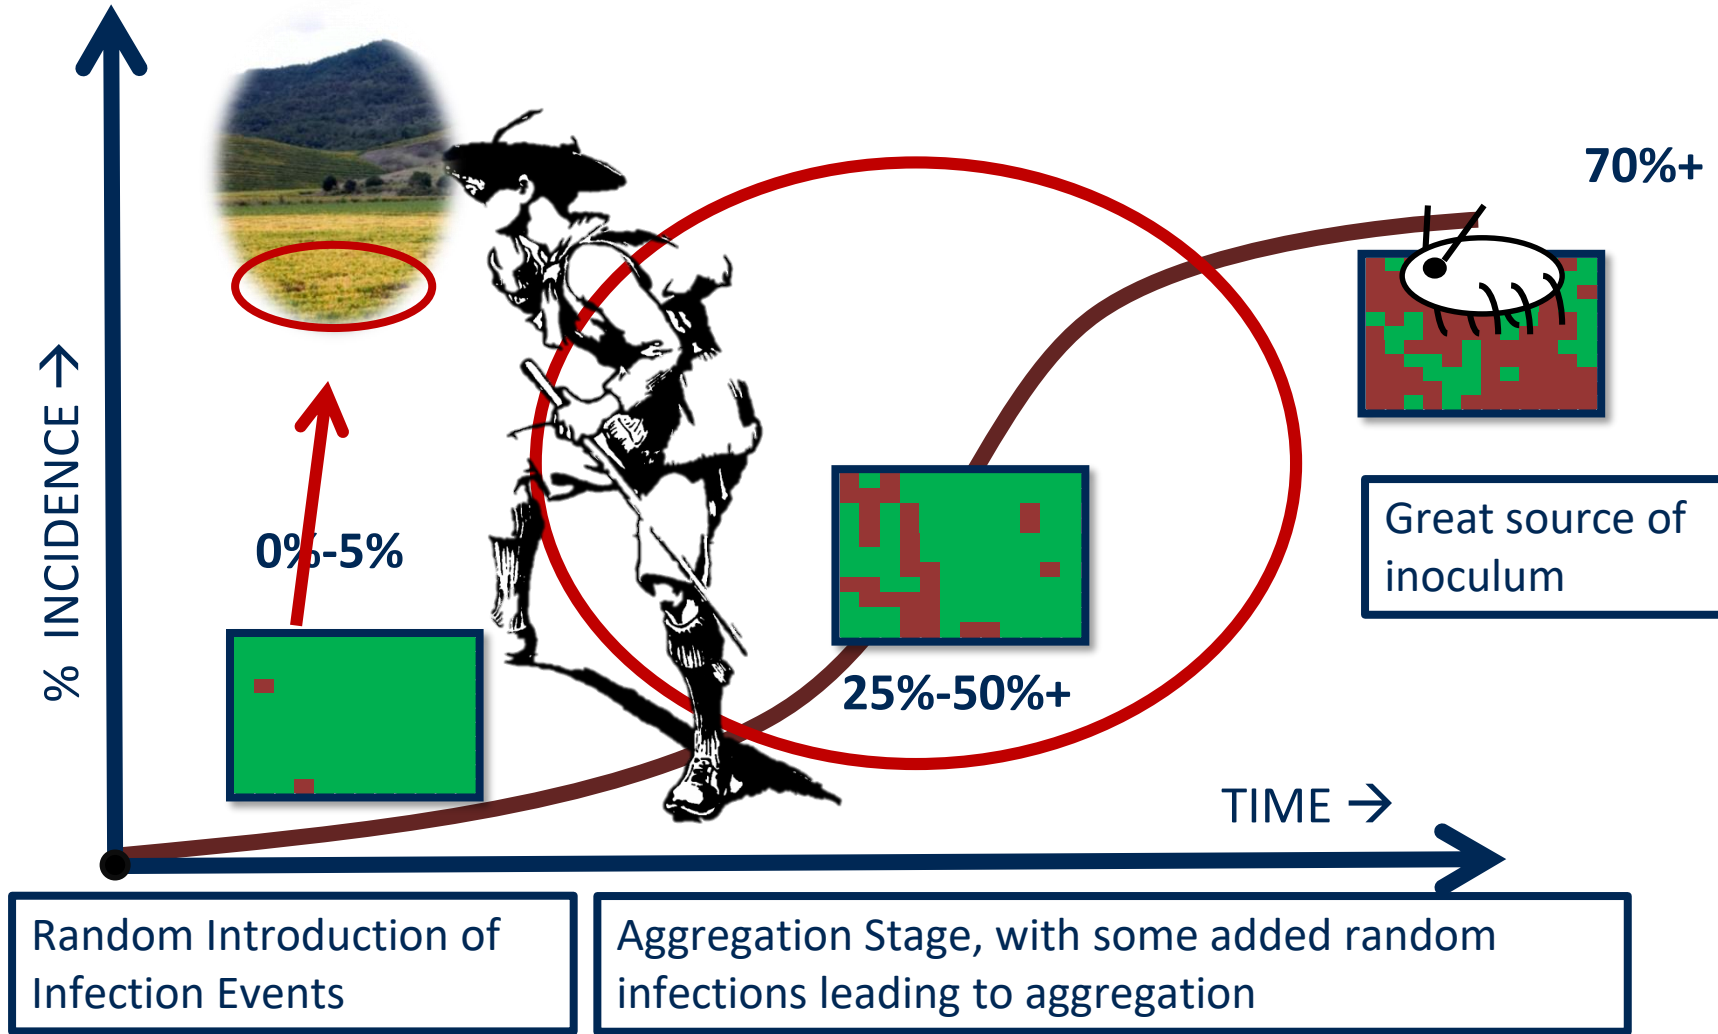 % INCIDENCE →
0%-5%
25%-50%+
70%+
Great source of
inoculum
TIME →
Random Introduction of
Infection Events
Aggregation Stage, with some added random
infections leading to aggregation